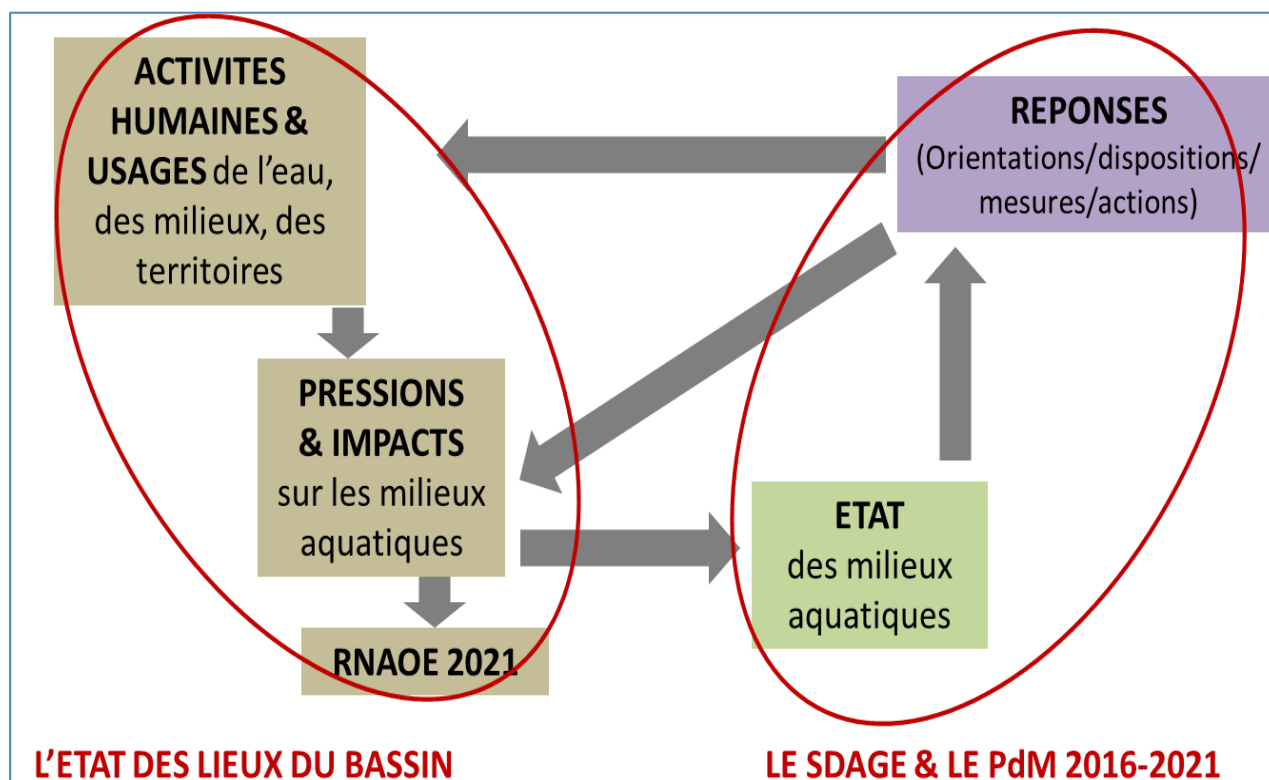 ACTIVITES
HUMAINES &
USAGES de l’eau,
des milieux, des
territoires
REPONSES
(Orientations/dispositions/
mesures/actions)
PRESSIONS
& IMPACTS
sur les milieux
aquatiques
ETAT
des milieux
aquatiques
RNAOE 2021
L’ETAT DES LIEUX DU BASSIN
LE SDAGE & LE PdM 2016-2021